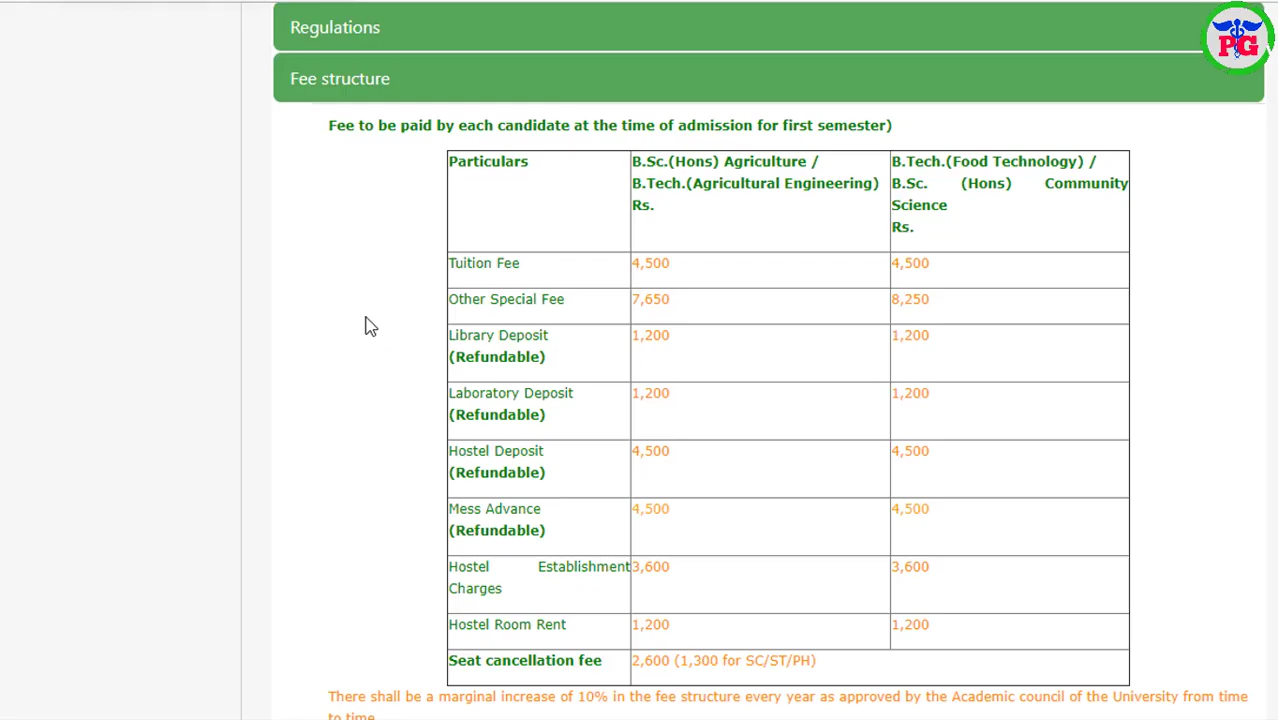 Regulations
PG
Fee structure
Fee to be paid by each candidate at the time of admission for first semester)
Particulars B.Sc.(Hons) Agriculture / B.Tech.(Food Technology) /
B.Tech.(Agricultural Engineering) B.Sc. (Hons) Community
Rs. Science
Rs.
Tuition Fee 4,500 4,500
Other Special Fee 7,650 8,250
Library Deposit 1,200 1,200
(Refundable)
Laboratory Deposit 1,200 1,200
(Refundable)
Hostel Deposit 4,500 4,500
(Refundable)
Mess Advance 4,500 4,500
(Refundable)
Hostel Establishment 3,600 3,600
Charges
Hostel Room Rent 1,200 1,200
Seat cancellation fee 2,600 (1,300 for SC/ST/PH)
There shall be a marginal increase of 10% in the fee structure every year as approved by the Academic council of the University from time
to time